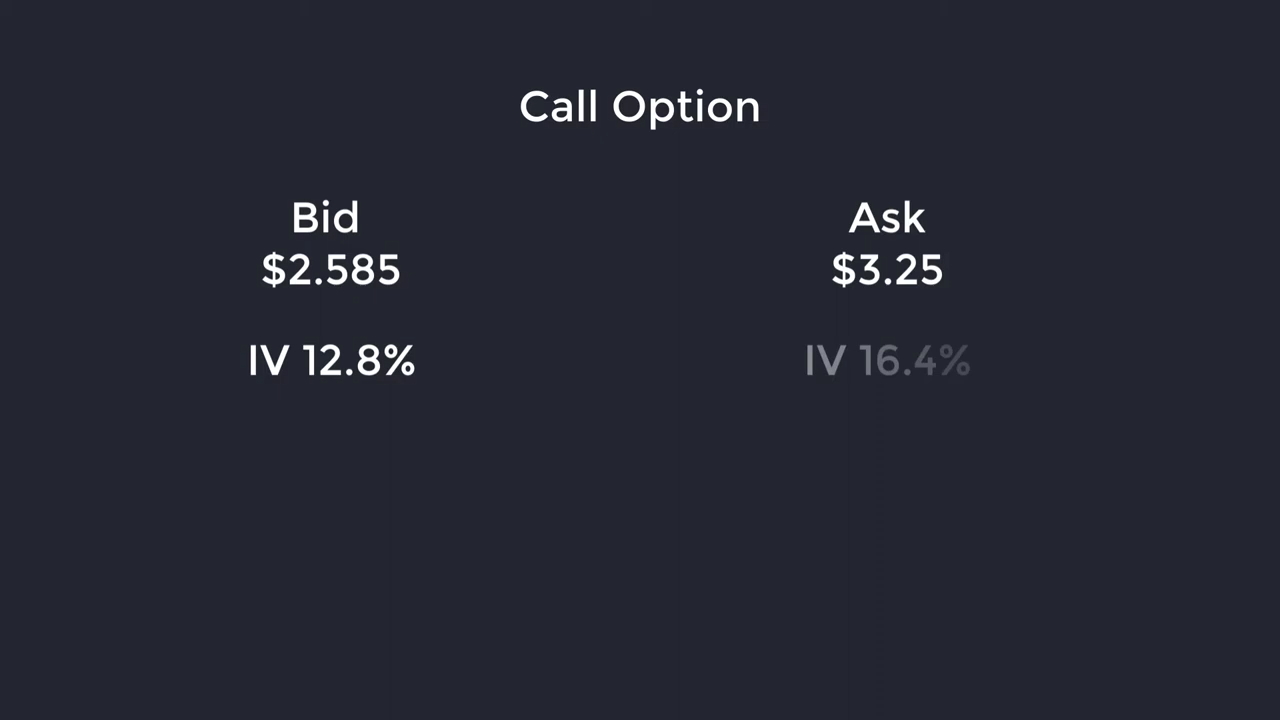 Call Option
Bid
$2.585
IV 12.8%
Ask
$3.25
IV 16.4%